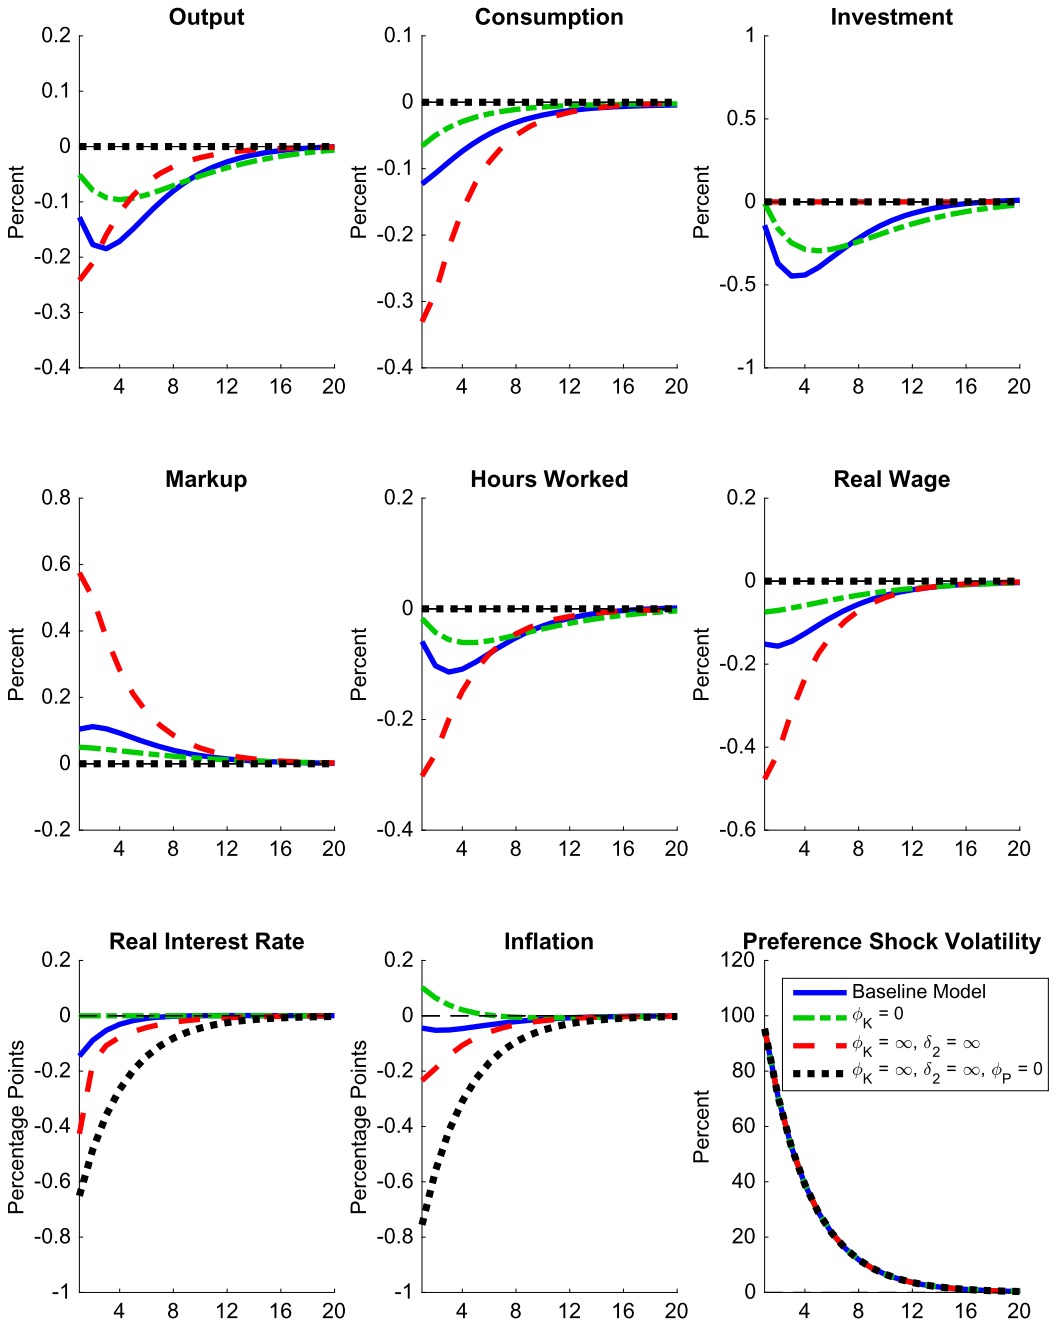 Output
0.2
0.1
0
-0.1
-0.2
-0.3
-0.4
Percent
4 8 12 16 20
Consumption
0.1
0
-0.1
-0.2
-0.3
-0.4
Percent
4 8 12 16 20
Investment
1
0.5
0
-0.5
-1
Percent
4 8 12 16 20
Markup
0.8
0.6
0.4
0.2
0
-0.2
Percent
4 8 12 16 20
Hours Worked
0.2
0
-0.2
-0.4
Percent
4 8 12 16 20
Real Wage
0.2
0
-0.2
-0.4
-0.6
Percent
4 8 12 16 20
Real Interest Rate
0.2
0
-0.2
-0.4
-0.6
-0.8
-1
Percentage Points
4 8 12 16 20
Inflation
0.2
0
-0.2
-0.4
-0.6
-0.8
-1
Percentage Points
4 8 12 16 20
Preference Shock Volatility
120
100
80
60
40
20
0
Percent
4 8 12 16 20
Baseline Model
ϕ_K = 0
ϕ_K = ∞, δ_2 = ∞
ϕ_K = ∞, δ_2 = ∞, ϕ_P = 0